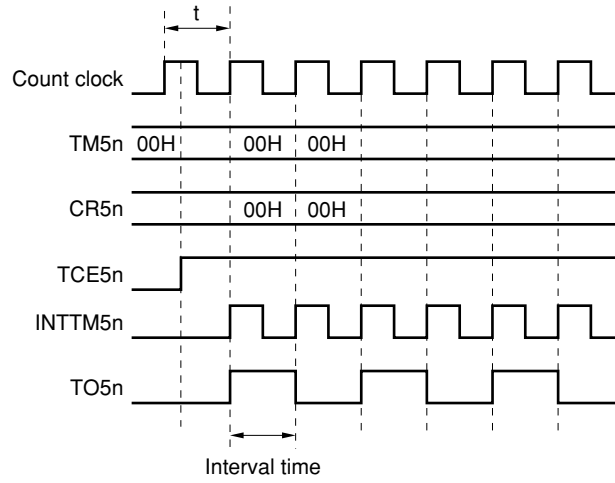 t
Count clock
TM5n 00H 00H 00H
CR5n 00H 00H
TCE5n
INTTM5n
TO5n
Interval time